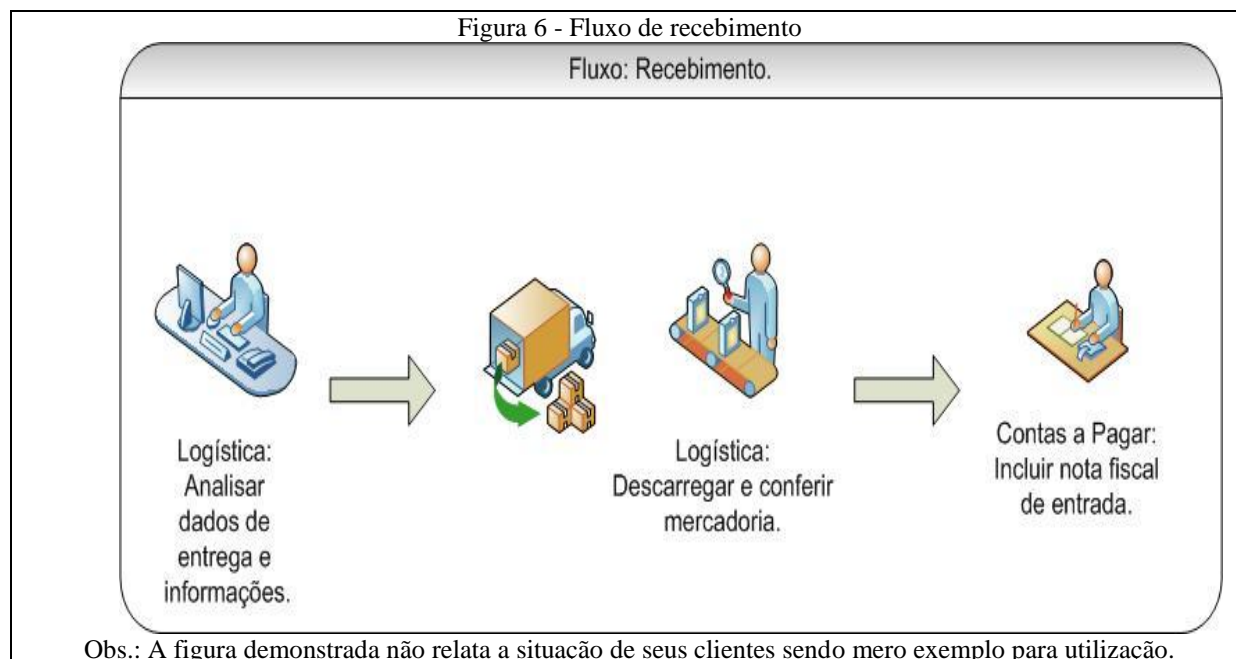 Figura 6 - Fluxo de recebimento
Fluxo: Recebimento.
Logística:
Analisar
dados de
entrega e
informações.
Logística:
Descarregar e conferir
mercadoria.
Contas a Pagar:
Incluir nota fiscal
de entrada.
Obs.: A figura demonstrada não relata a situação de seus clientes sendo mero exemplo para utilização.